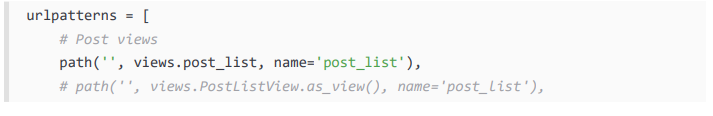 urlpatterns = [
    # Post views
    path('', views.post_list, name='post_list'),
    # path('', views.PostListView.as_view(), name='post_list'),